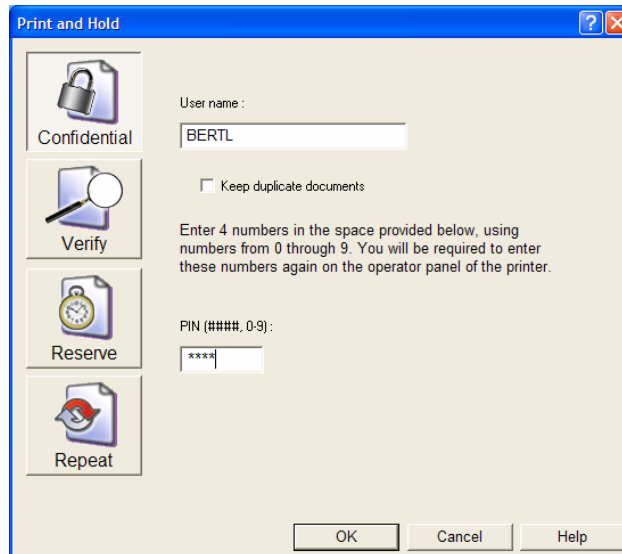 Print and Hold
Confidential
Verify
Reserve
Repeat
User name :
BERTL
Keep duplicate documents
Enter 4 numbers in the space provided below, using
numbers from 0 through 9. You will be required to enter
these numbers again on the operator panel of the printer.
PIN (####, 0-9) :
****
OK
Cancel
Help